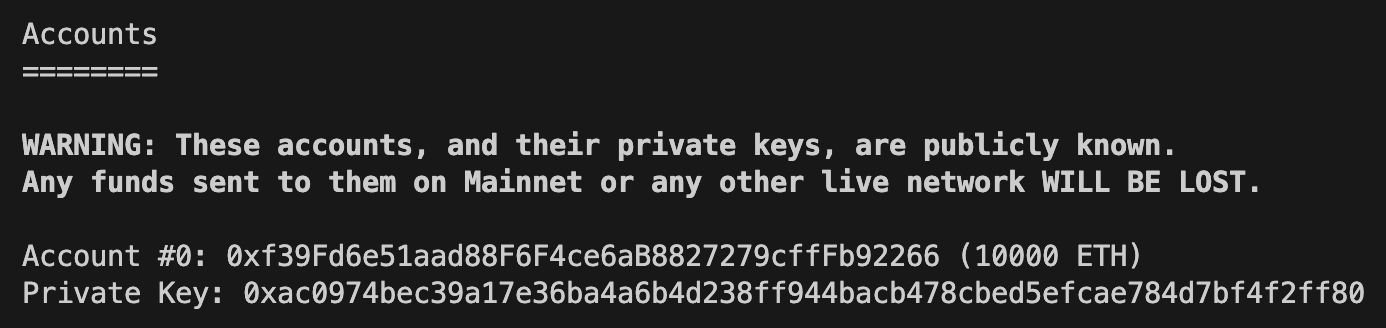 Accounts
========
WARNING: These accounts, and their private keys, are publicly known.
Any funds sent to them on Mainnet or any other live network WILL BE LOST.
Account #0: 0xf39Fd6e51aad88F6F4ce6aB8827279cffFb92266 (10000 ETH)
Private Key: 0xac0974bec39a17e36ba4a6b4d238ff944bacb478cbed5efcae784d7bf4f2ff80